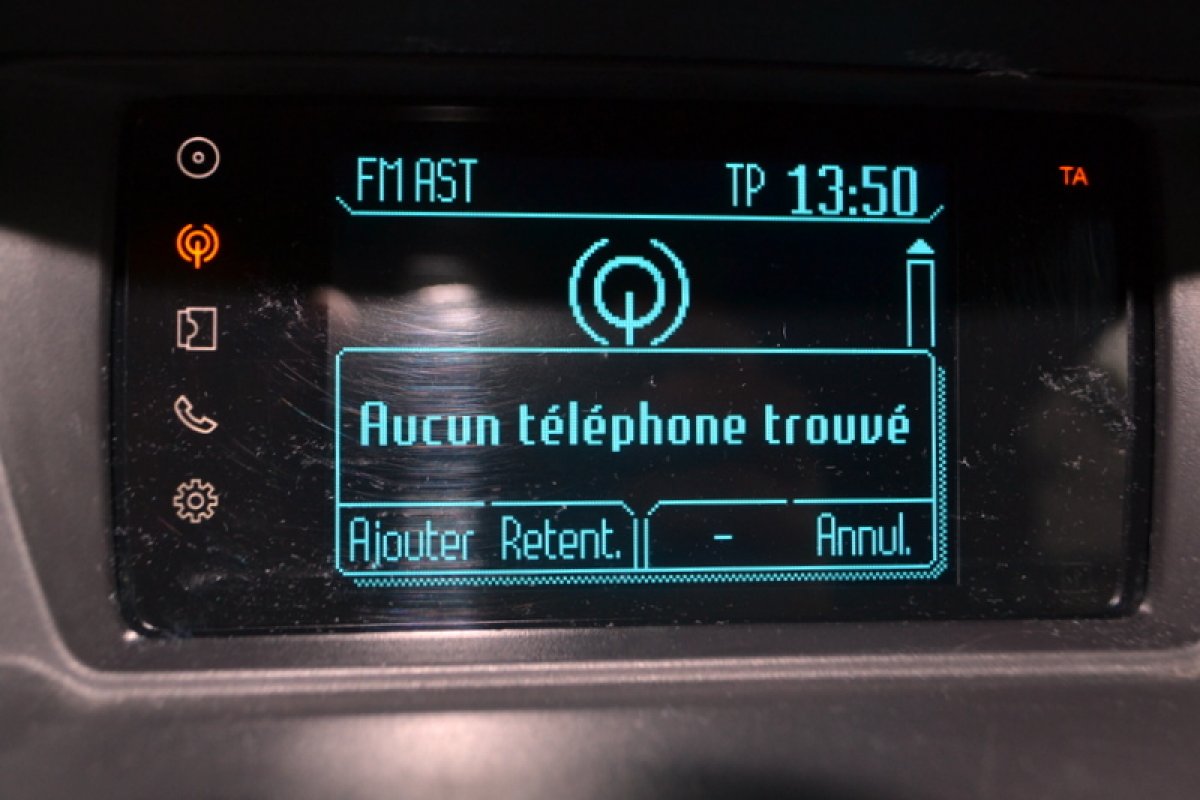 FM AST TP 13:50 TA
Aucun téléphone trouvé
Ajouter Retent. - Annul.